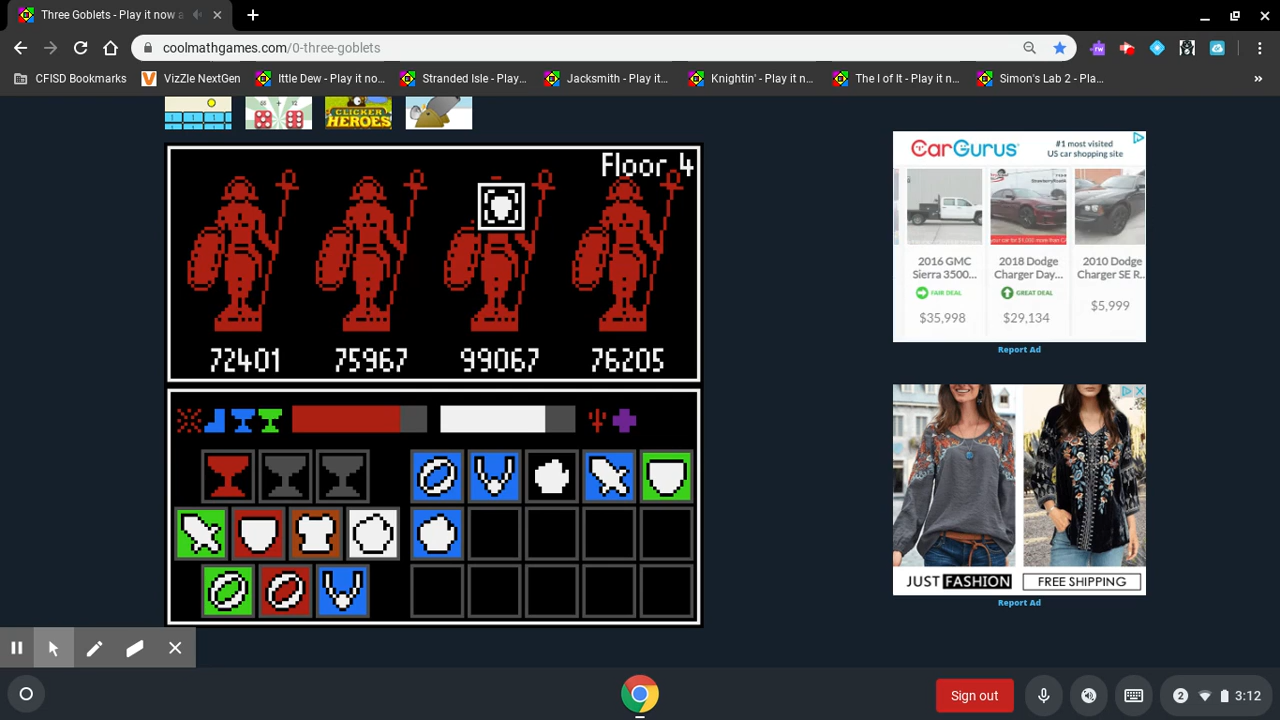 Three Goblets - Play it now a
coolmathgames.com/0-three-goblets
CFISD Bookmarks
VizZle NextGen
Ittle Dew - Play it no...
Stranded Isle - Play...
Jacksmith - Play it...
Knightin' - Play it n...
The I of It - Play it n...
Simon's Lab 2 - Pla...
»
rw
CLICKER
HEROES
Floor 4
72401
75967
99067
76205
CarGurus
#1 most visited
US car shopping site
2016 GMC
Sierra 3500...
FAIR DEAL
$35,998
2018 Dodge
Charger Day...
GREAT DEAL
$29,134
2010 Dodge
Charger SE R...
$5,999
Report Ad
JUST FASHION
FREE SHIPPING
Report Ad
Sign out
2
3:12